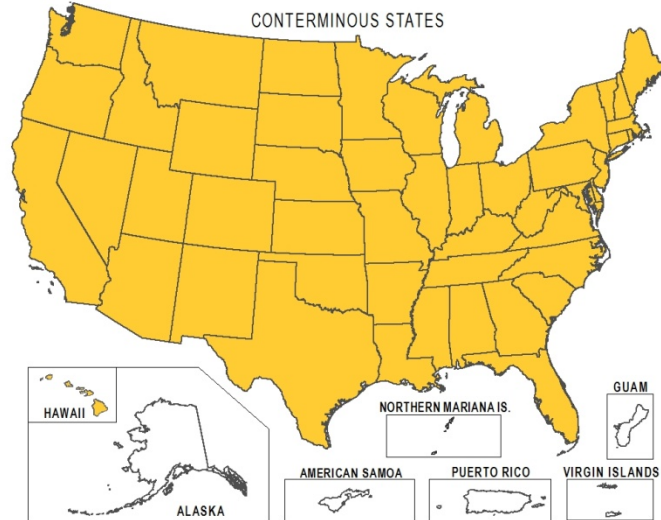 CONTERMINOUS STATES
HAWAII
ALASKA
NORTHERN MARIANA IS.
GUAM
AMERICAN SAMOA
PUERTO RICO
VIRGIN ISLANDS